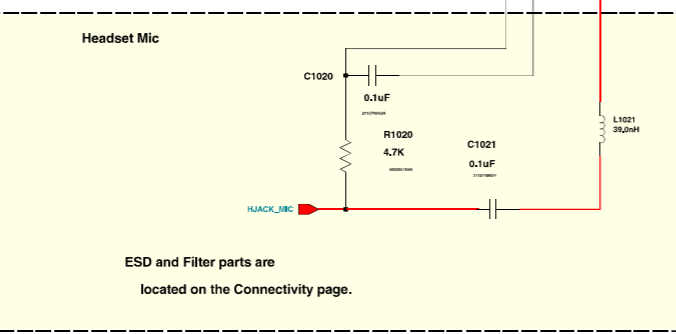 Headset Mic
C1020
0.1uF
R1020
4.7K
C1021
0.1uF
L1021
39.0nH
HJACK_MIC
ESD and Filter parts are
located on the Connectivity page.